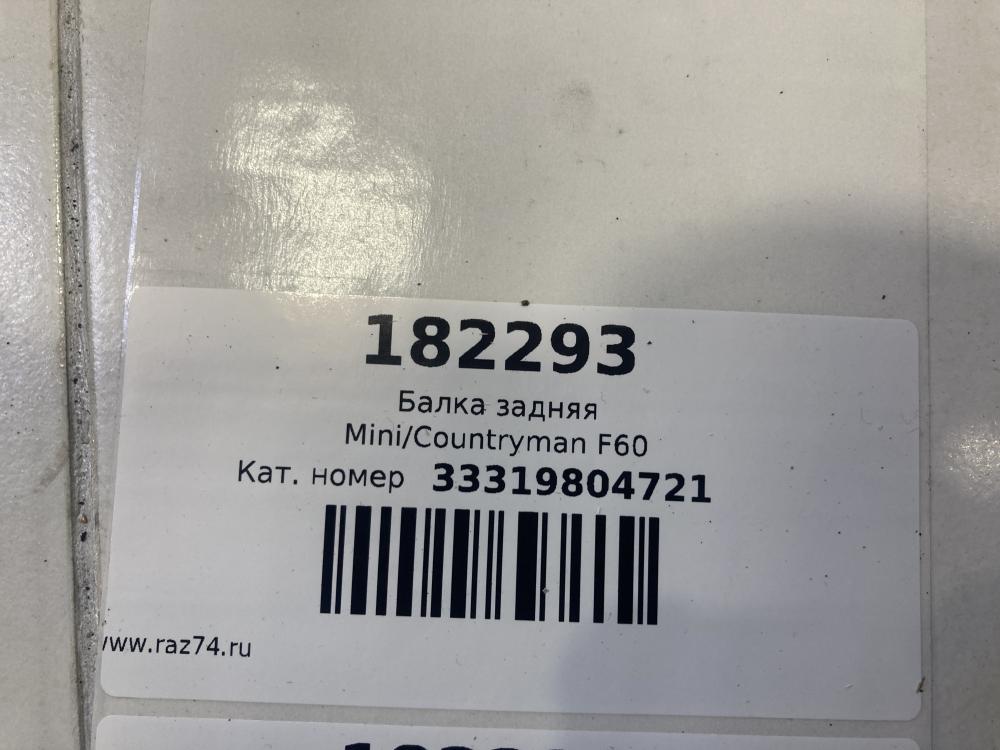 182293
Балка задняя
Mini/Countryman F60
Кат. номер 33319804721
www.raz74.ru